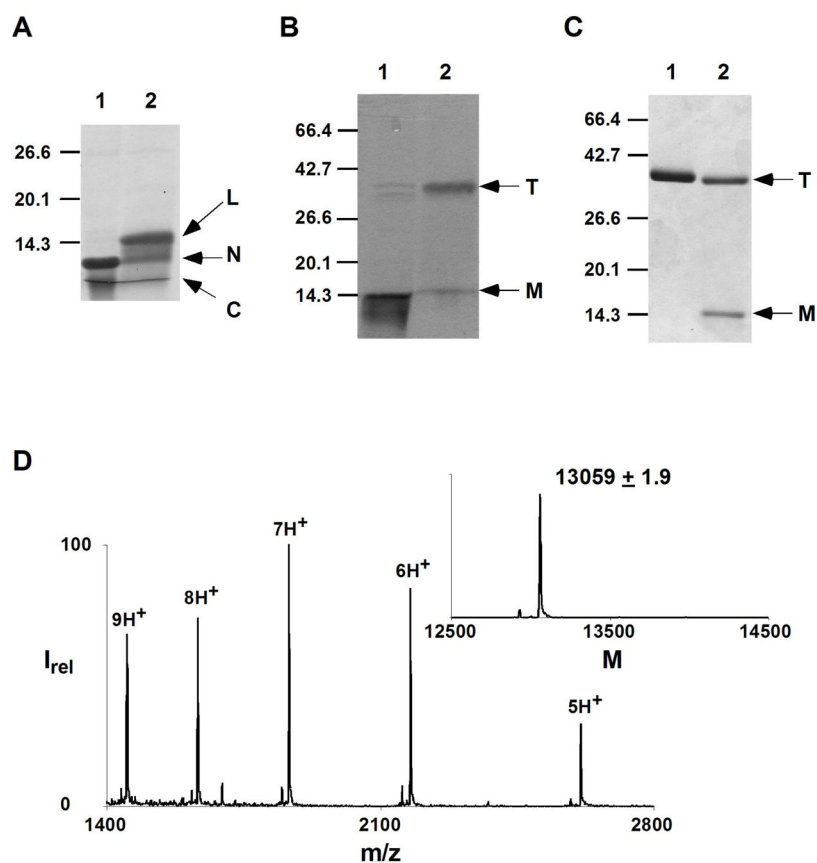 A
1 2
26.6
20.1
14.3
L
N
C
B
1 2
66.4
42.7
26.6
20.1
14.3
T
M
C
1 2
66.4
42.7
26.6
20.1
14.3
T
M
D
100
0
I rel
9H+
8H+
7H+
6H+
5H+
1400 2100 2800
m/z
13059 ± 1.9
12500 13500 14500
M